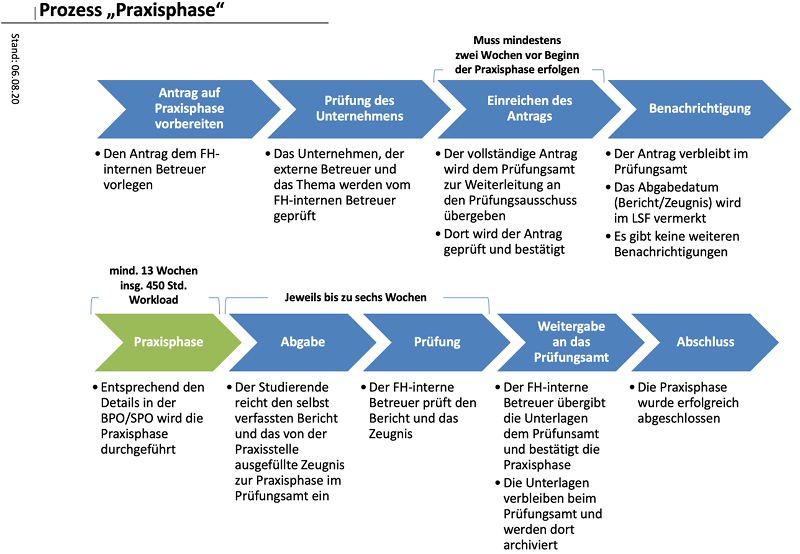 Prozess „Praxisphase“
Stand: 06.08.20
Muss mindestens
zwei Wochen vor Beginn
der Praxisphase erfolgen
Antrag auf
Praxisphase
vorbereiten
Prüfung des
Unternehmens
Einreichen des
Antrags
Benachrichtigung
• Den Antrag dem FH-
internen Betreuer
vorlegen
• Das Unternehmen, der
externe Betreuer und
das Thema werden vom
FH-internen Betreuer
geprüft
• Der vollständige Antrag
wird dem Prüfungsamt
zur Weiterleitung an
den Prüfungsausschuss
übergeben
• Dort wird der Antrag
geprüft und bestätigt
• Der Antrag verbleibt im
Prüfungsamt
• Das Abgabedatum
(Bericht/Zeugnis) wird
im LSF vermerkt
• Es gibt keine weiteren
Benachrichtigungen
mind. 13 Wochen
insg. 450 Std.
Workload
Jeweils bis zu sechs Wochen
Praxisphase
Abgabe
Prüfung
Weitergabe
an das
Prüfungsamt
Abschluss
• Entsprechend den
Details in der
BPO/SPO wird die
Praxisphase
durchgeführt
• Der Studierende
reicht den selbst
verfassten Bericht
und das von der
Praxisstelle
ausgefüllte Zeugnis
zur Praxisphase im
Prüfungsamt ein
• Der FH-interne
Betreuer prüft den
Bericht und das
Zeugnis
• Der FH-interne
Betreuer übergibt
die Unterlagen
dem Prüfunsamt
und bestätigt die
Praxisphase
• Die Unterlagen
verbleiben beim
Prüfungsamt und
werden dort
archiviert
• Die Praxisphase
wurde erfolgreich
abgeschlossen